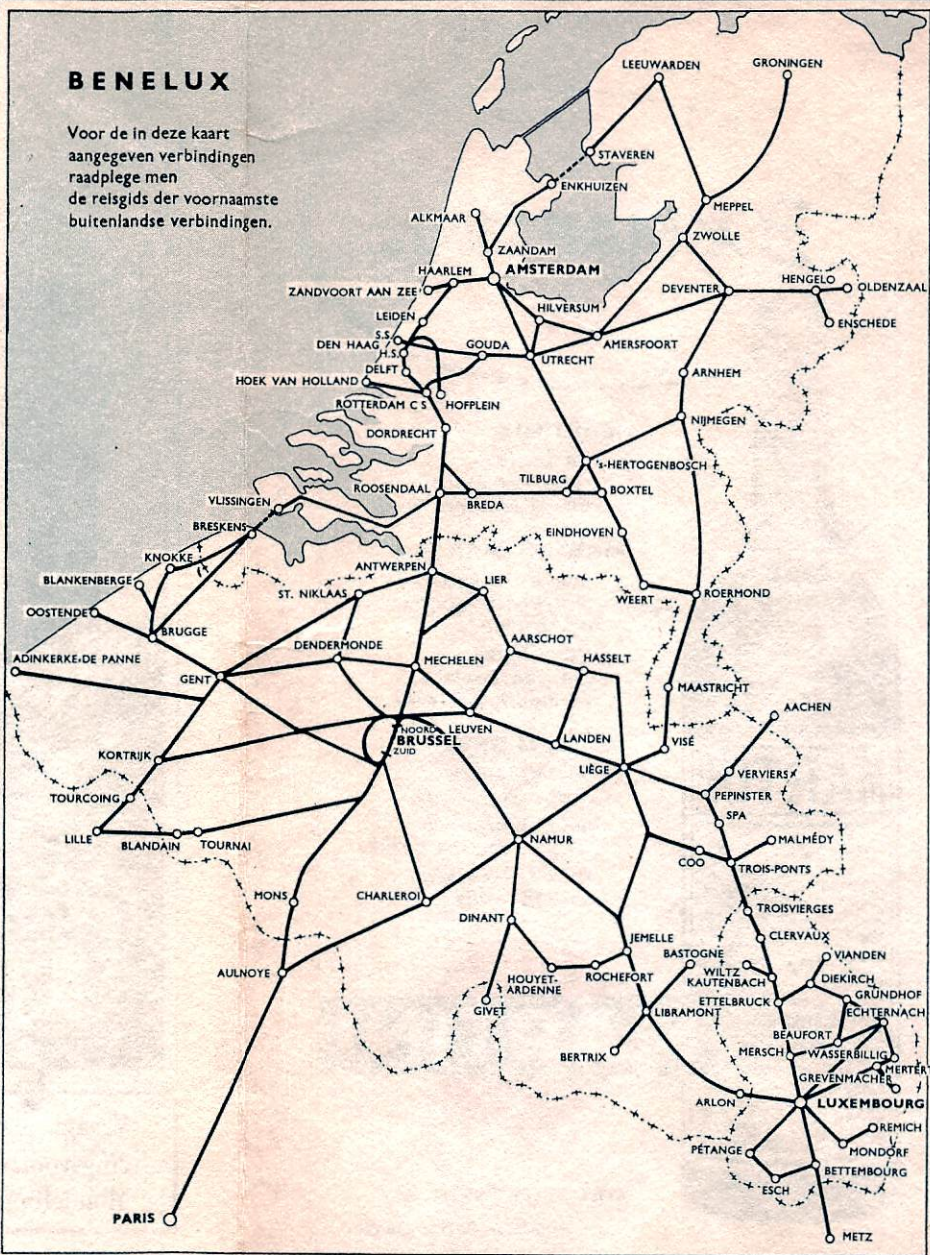 BENELUX
Voor de in deze kaart
aangegeven verbindingen
raadplege men
de reisgids der voornaamste
buitenlandse verbindingen.
LEEUWARDEN
GRONINGEN
STAVEREN
ENKHUIZEN
MEPPEL
ALKMAAR
ZWOLLE
ZAANDAM
HAARLEM
AMSTERDAM
ZANDVOORT AAN ZEE
DEVENTER
HENGELO
OLDENZAAL
LEIDEN
HILVERSUM
ENSCHEDE
S.S.
DEN HAAG
H.S.
GOUDA
UTRECHT
AMERSFOORT
DELFT
ARNHEM
HOEK VAN HOLLAND
ROTTERDAM C S
HOFPLEIN
NIJMEGEN
DORDRECHT
's-HERTOGENBOSCH
TILBURG
BOXTEL
ROOSENDAAL
BREDA
VLISSINGEN
BRESKENS
EINDHOVEN
KNOKKE
ANTWERPEN
LIER
BLANKENBERGE
ST. NIKLAAS
WEERT
ROERMOND
OOSTENDE
BRUGGE
AARSCHOT
DENDERMONDE
MECHELEN
HASSELT
ADINKERKE-DE PANNE
GENT
MAASTRICHT
AACHEN
NOORD
LEUVEN
BRUSSEL
ZUID
LANDEN
VISÉ
KORTRIJK
LIÈGE
VERVIERS
TOURCOING
PEPINSTER
SPA
LILLE
BLANDAIN
TOURNAI
NAMUR
MALMÉDY
COO
TROIS-PONTS
MONS
CHARLEROI
DINANT
TROISVIERGES
JEMELLE
CLERVAUX
BASTOGNE
VIANDEN
AULNOYE
HOUYET-
ARDENNE
ROCHEFORT
WILTZ
KAUTENBACH
DIEKIRCH
GIVET
LIBRAMONT
ETTELBRUCK
GRUNDHOF
ECHTERNACH
BEAUFORT
BERTRIX
MERSCH
WASSERBILLIG
MERTERT
GREVENMACHER
ARLON
LUXEMBOURG
REMICH
PÉTANGE
MONDORF
BETTEMBOURG
ESCH
PARIS
METZ